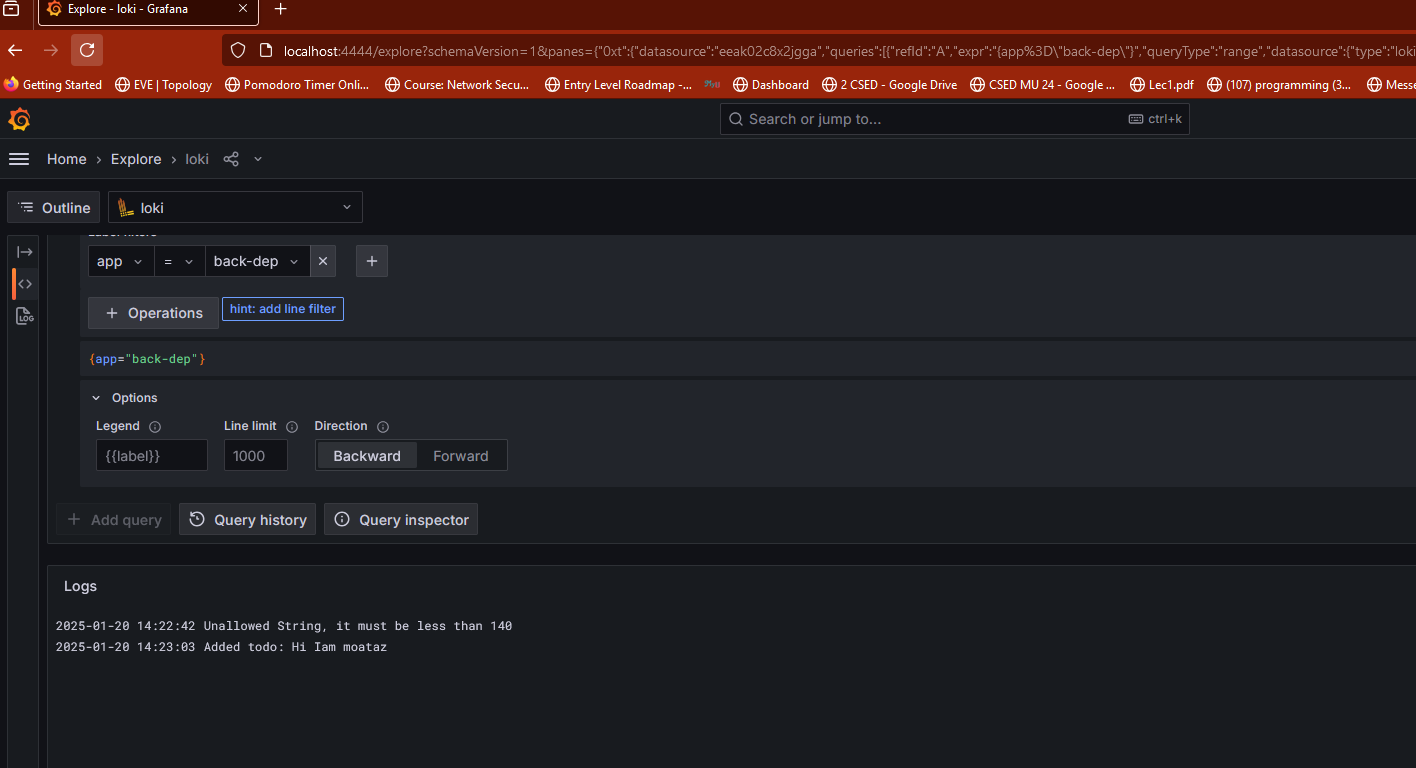 Explore - loki - Grafana
localhost:4444/explore?schemaVersion=1&panes={"0xt":{"datasource":"eeak02c8x2jgga","queries":[{"refId":"A","expr":"{app%3D\"back-dep\"}","queryType":"range","datasource":{"type":"loki
Getting Started EVE | Topology Pomodoro Timer Onli... Course: Network Secu... Entry Level Roadmap -... Dashboard 2 CSED - Google Drive CSED MU 24 - Google ... Lec1.pdf (107) programming (3... Messe
Search or jump to... ctrl+k
Home › Explore › loki
Outline loki
Label filters
app = back-dep × +
+ Operations hint: add line filter
{app="back-dep"}
Options
Legend Line limit Direction
{{label}} 1000 Backward Forward
+ Add query Query history Query inspector
LOG
Logs
2025-01-20 14:22:42 Unallowed String, it must be less than 140
2025-01-20 14:23:03 Added todo: Hi Iam moataz